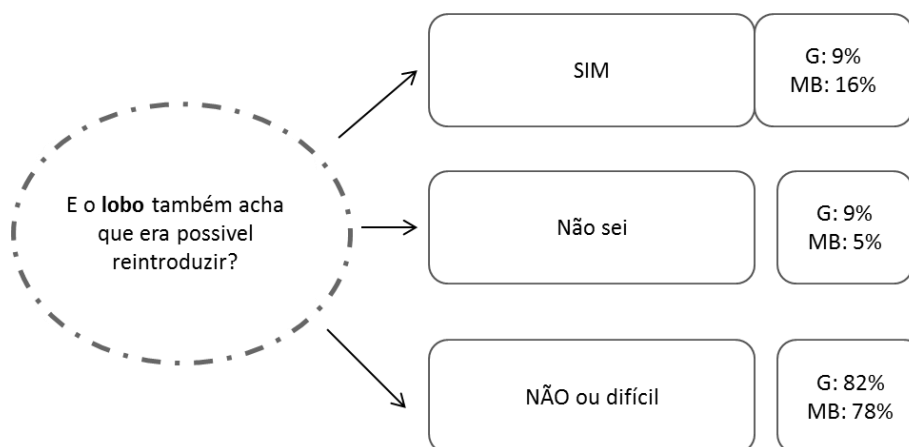 E o lobo também acha
que era possivel
reintroduzir?
SIM
G: 9%
MB: 16%
Não sei
G: 9%
MB: 5%
NÃO ou difícil
G: 82%
MB: 78%